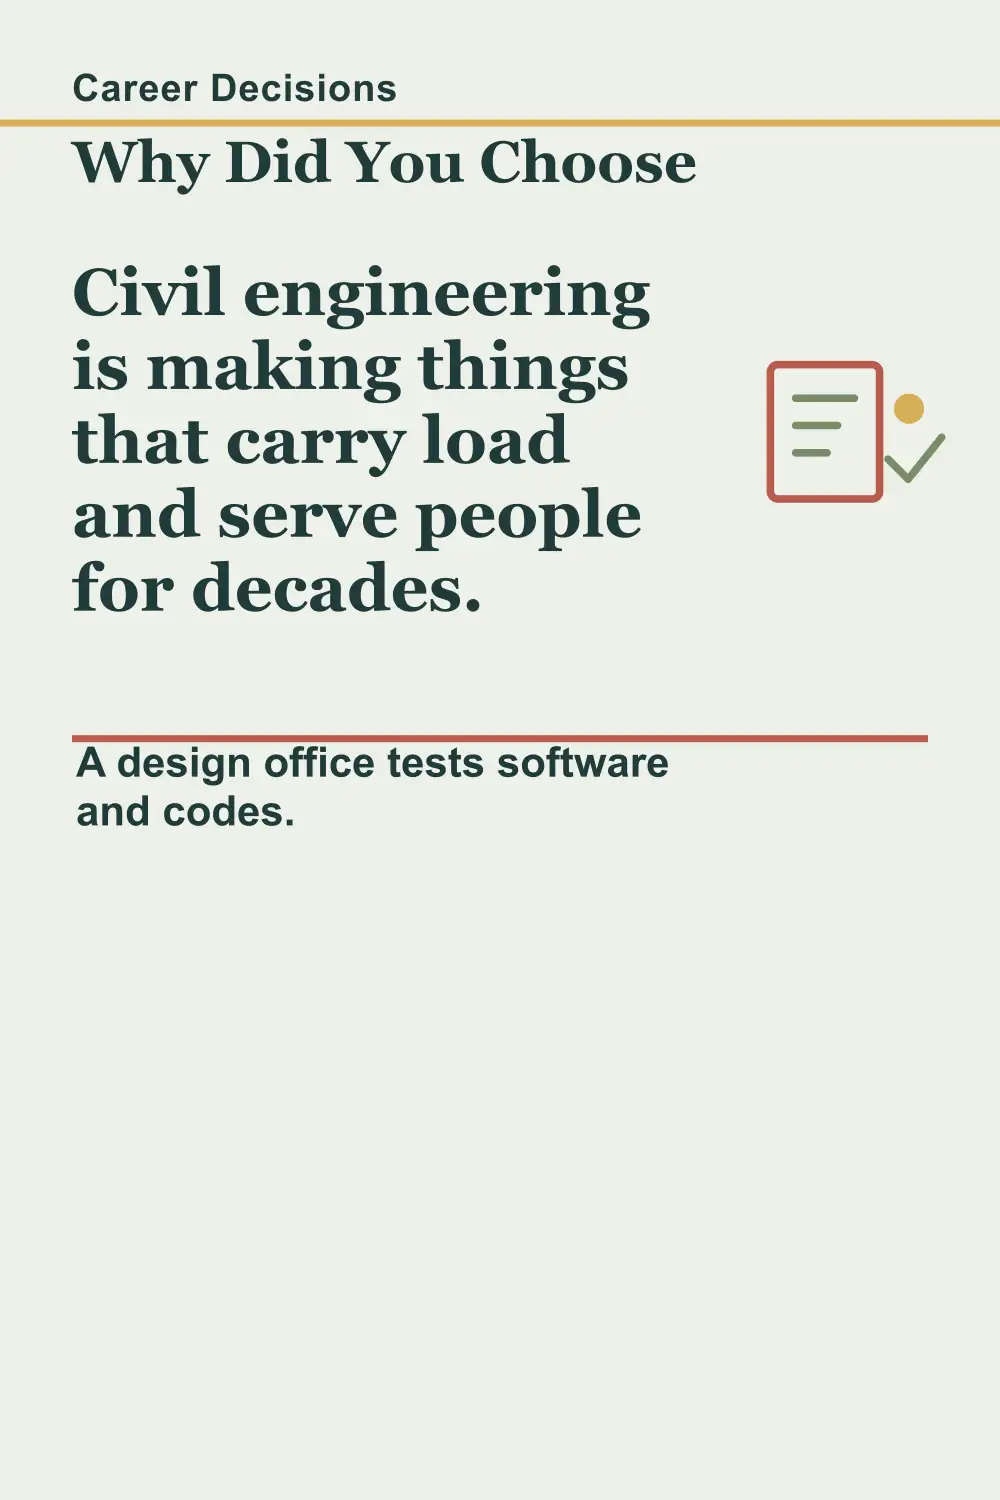 Career Decisions
Why Did You Choose
Civil engineering
is making things
that carry load
and serve people
for decades.
A design office tests software
and codes.